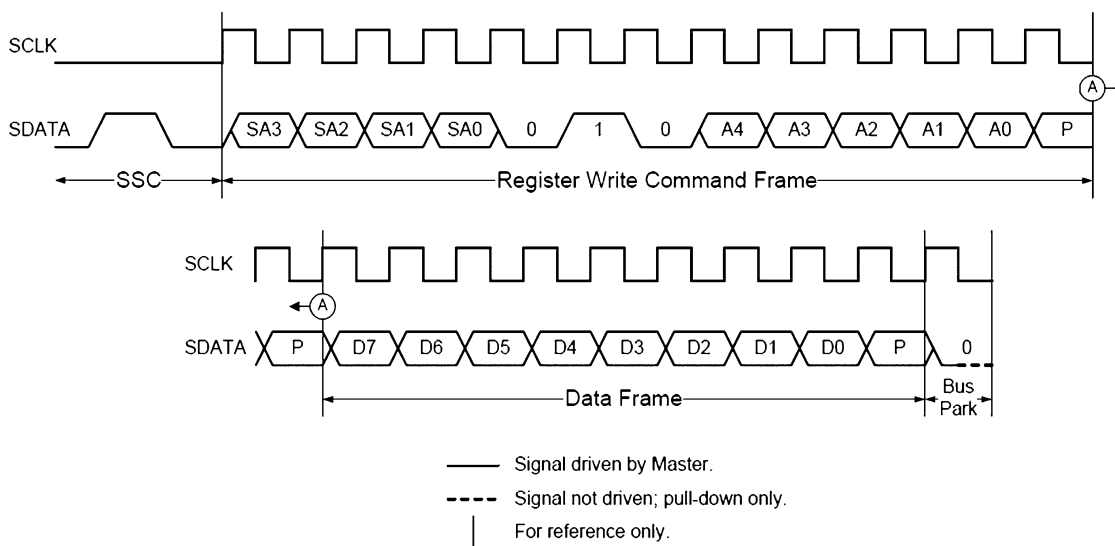 SCLK
A
SDATA SA3 SA2 SA1 SA0 0 1 0 A4 A3 A2 A1 A0 P
SSC Register Write Command Frame
SCLK
A
SDATA P D7 D6 D5 D4 D3 D2 D1 D0 P 0
Data Frame Bus
Park
Signal driven by Master.
Signal not driven; pull-down only.
For reference only.